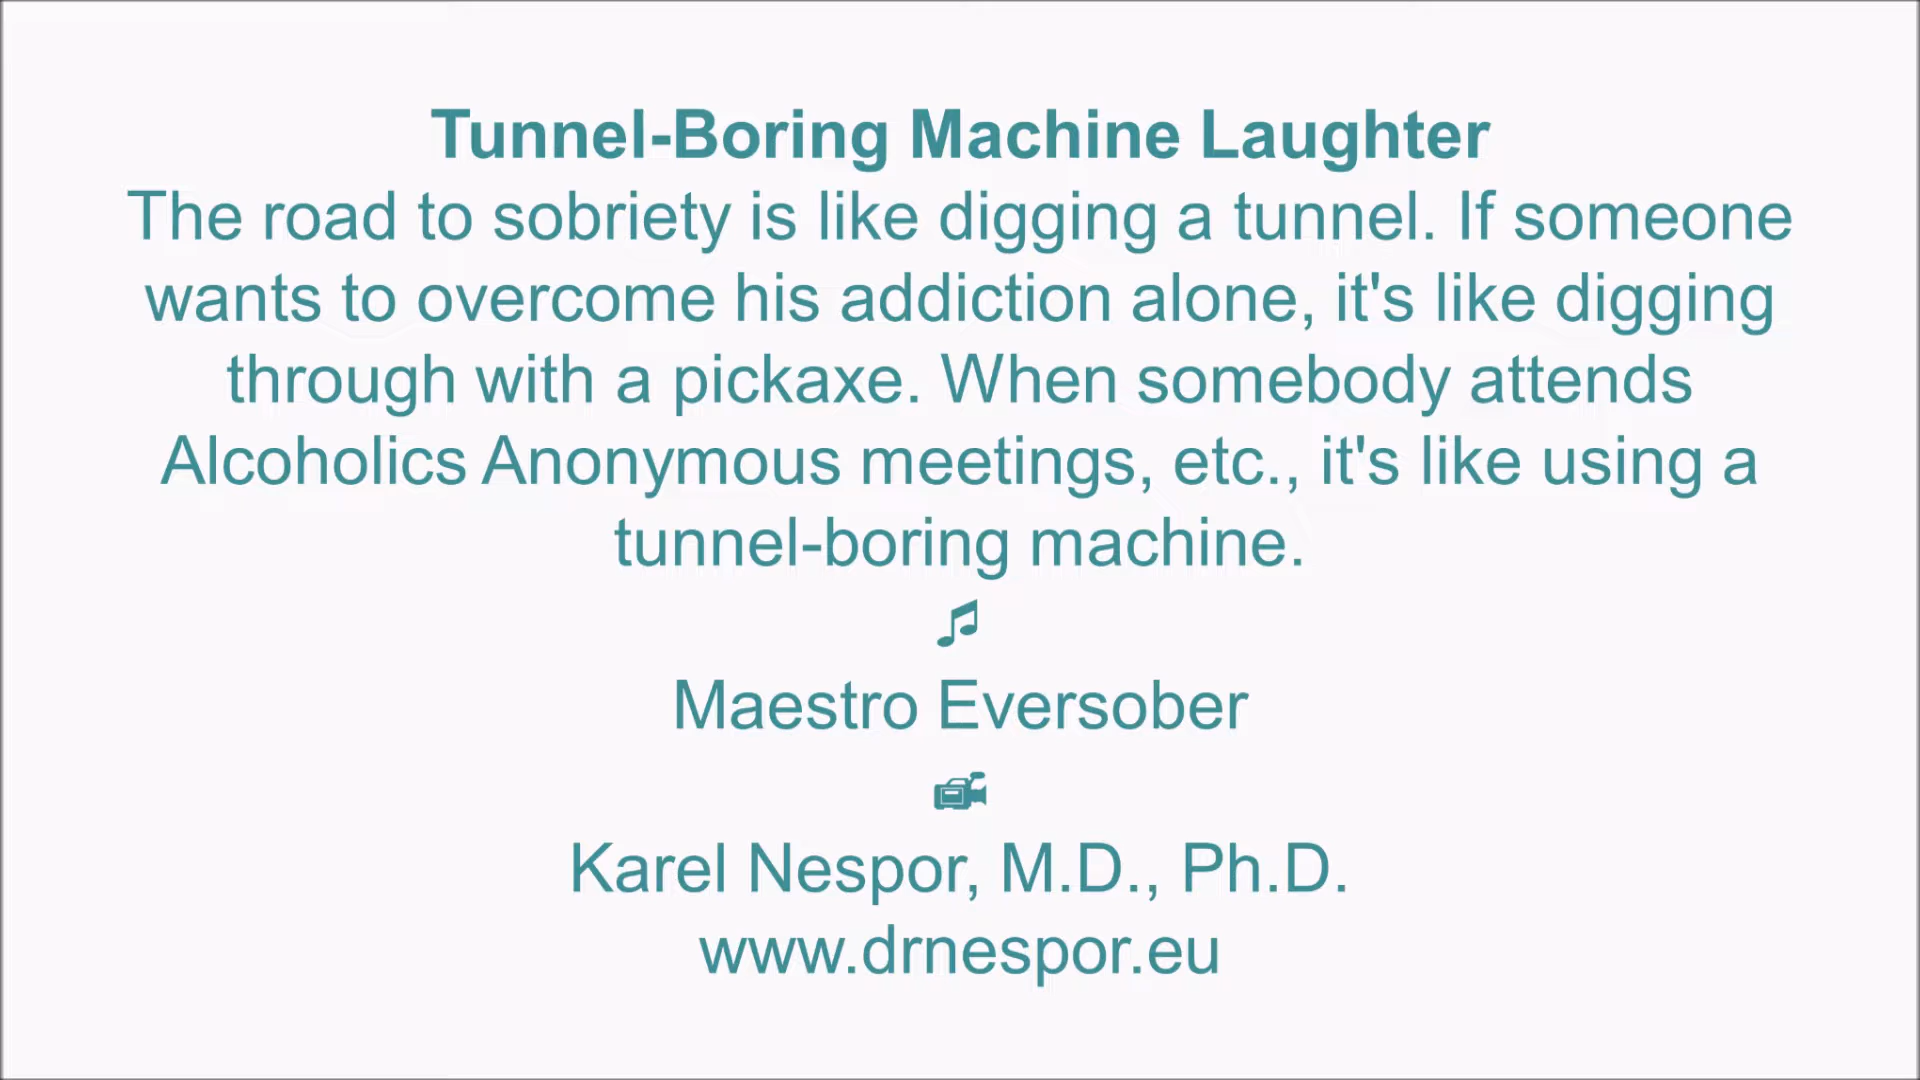 Tunnel-Boring Machine Laughter
The road to sobriety is like digging a tunnel. If someone
wants to overcome his addiction alone, it's like digging
through with a pickaxe. When somebody attends
Alcoholics Anonymous meetings, etc., it's like using a
tunnel-boring machine.
Maestro Eversober
Karel Nespor, M.D., Ph.D.
www.drnespor.eu